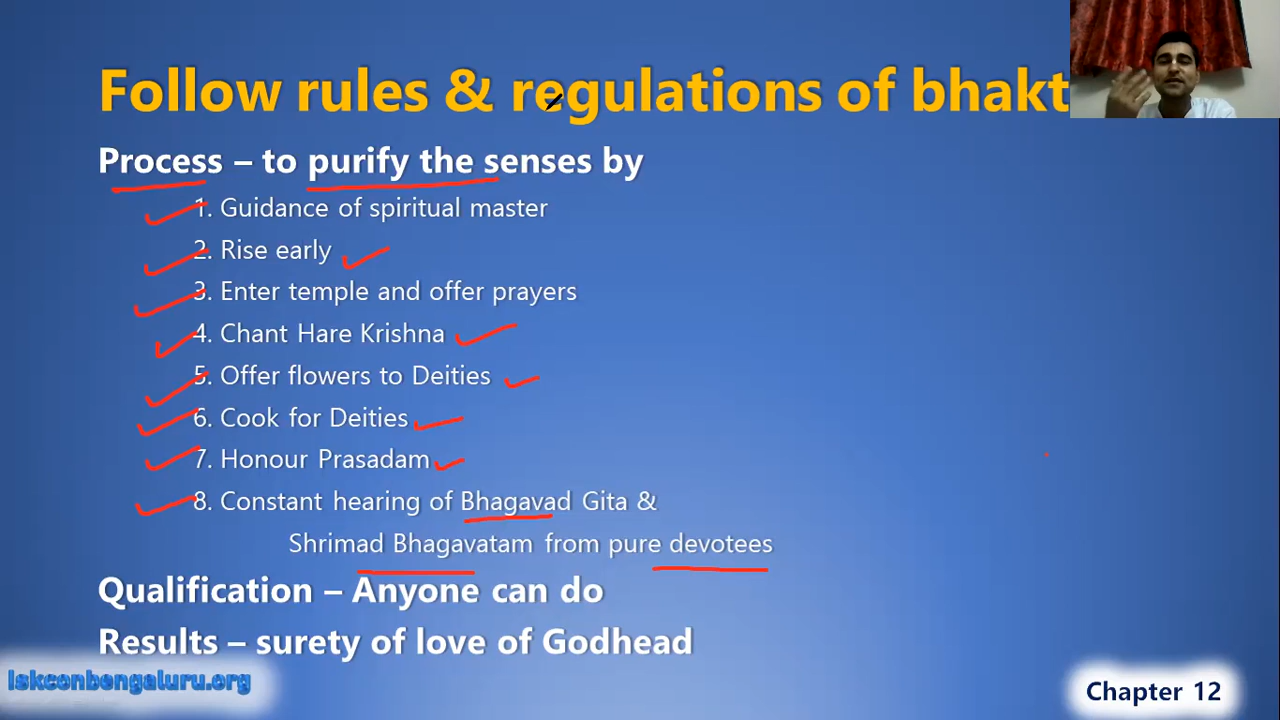 Follow rules & regulations of bhakt
Process – to purify the senses by
1. Guidance of spiritual master
2. Rise early
3. Enter temple and offer prayers
4. Chant Hare Krishna
5. Offer flowers to Deities
6. Cook for Deities
7. Honour Prasadam
8. Constant hearing of Bhagavad Gita &
Shrimad Bhagavatam from pure devotees
Qualification – Anyone can do
Results – surety of love of Godhead
Iskconbengaluru.org
Chapter 12